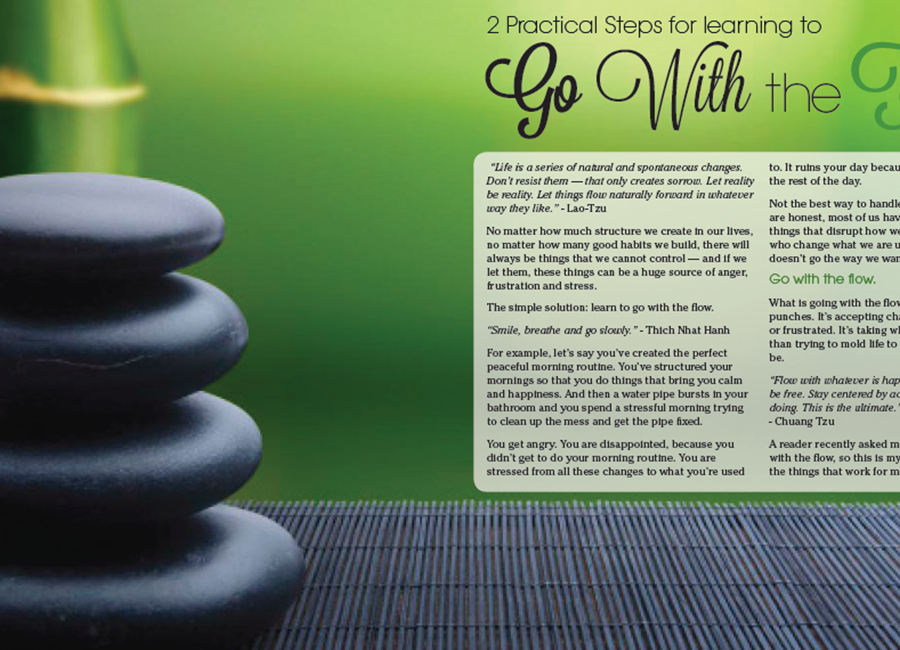 2 Practical Steps for learning to
Go With the
"Life is a series of natural and spontaneous changes.
Don't resist them — that only creates sorrow. Let reality
be reality. Let things flow naturally forward in whatever
way they like." - Lao-Tzu
No matter how much structure we create in our lives,
no matter how many good habits we build, there will
always be things that we cannot control — and if we
let them, these things can be a huge source of anger,
frustration and stress.
The simple solution: learn to go with the flow.
"Smile, breathe and go slowly." - Thich Nhat Hanh
For example, let's say you've created the perfect
peaceful morning routine. You've structured your
mornings so that you do things that bring you calm
and happiness. And then a water pipe bursts in your
bathroom and you spend a stressful morning trying
to clean up the mess and get the pipe fixed.
You get angry. You are disappointed, because you
didn't get to do your morning routine. You are
stressed from all these changes to what you're used
to. It ruins your day
the rest of the day.
Not the best way to
are honest, most of us
things that disrupt how
who change what we are
doesn't go the way we
Go with the flow.
What is going with the
punches. It's accepting
or frustrated. It's taking
than trying to mold life to
be.
"Flow with whatever is
be free. Stay centered by
doing. This is the ultimate."
- Chuang Tzu
A reader recently asked
with the flow, so this is my
the things that work for